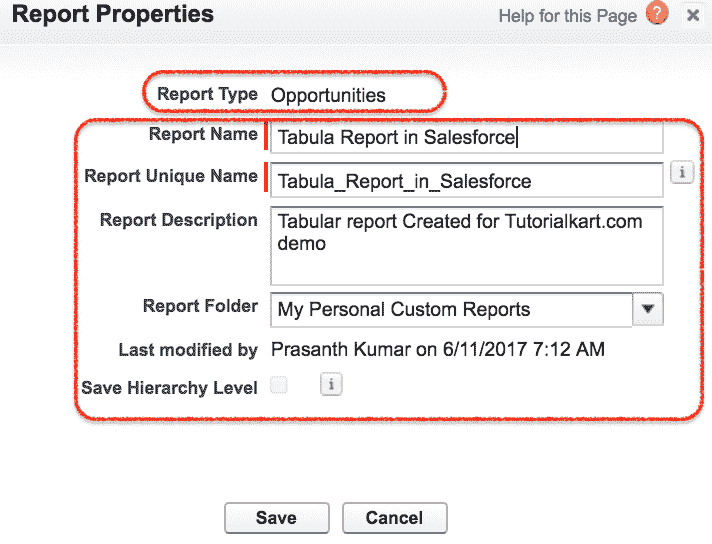 Report Properties
Help for this Page ?
Report Type Opportunities
Report Name Tabula Report in Salesforce
Report Unique Name Tabula_Report_in_Salesforce
Report Description Tabular report Created for Tutorialkart.com
demo
Report Folder My Personal Custom Reports
Last modified by Prasanth Kumar on 6/11/2017 7:12 AM
Save Hierarchy Level
Save Cancel